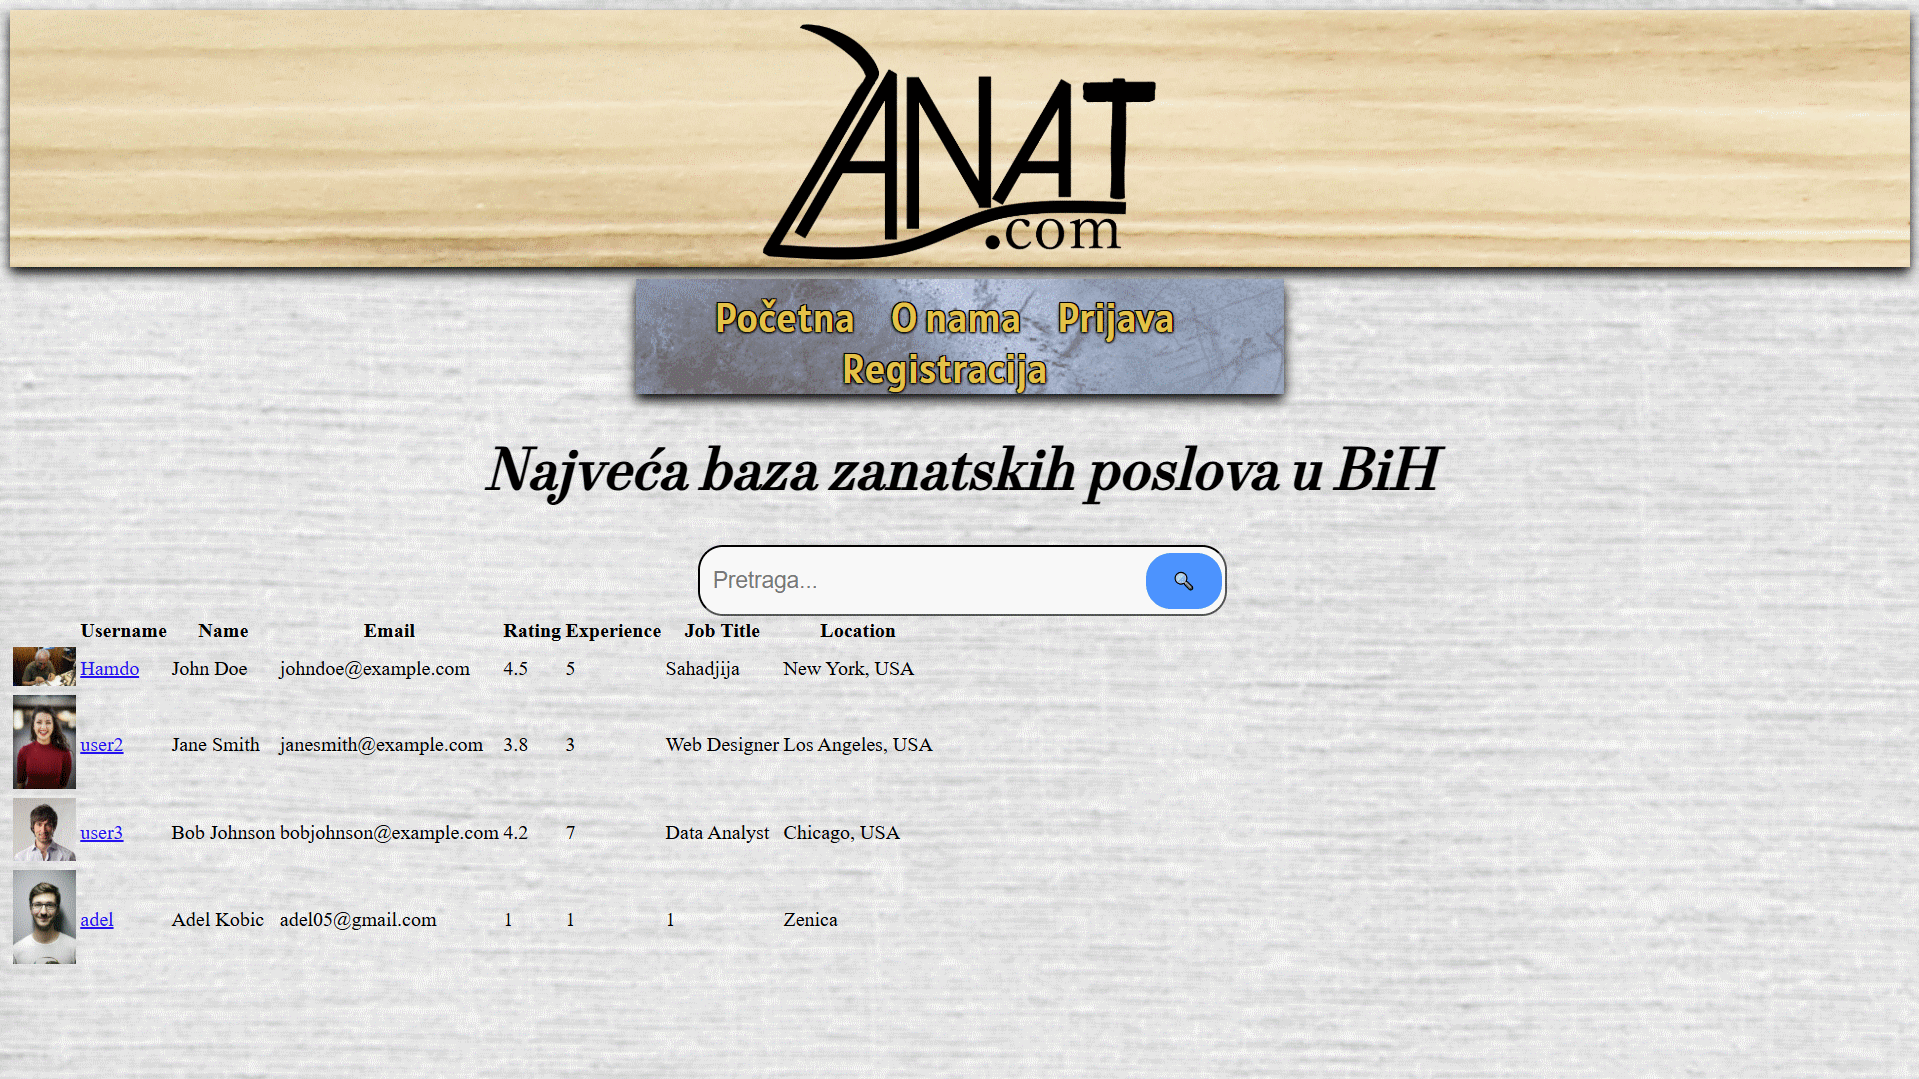 ZANAT
.com
Početna O nama Prijava
Registracija
Najveća baza zanatskih poslova u BiH
Pretraga...
Username Name Email Rating Experience Job Title Location
Hamdo John Doe johndoe@example.com 4.5 5 Sahadjija New York, USA
user2 Jane Smith janesmith@example.com 3.8 3 Web Designer Los Angeles, USA
user3 Bob Johnson bobjohnson@example.com 4.2 7 Data Analyst Chicago, USA
adel Adel Kobic adel05@gmail.com 1 1 1 Zenica